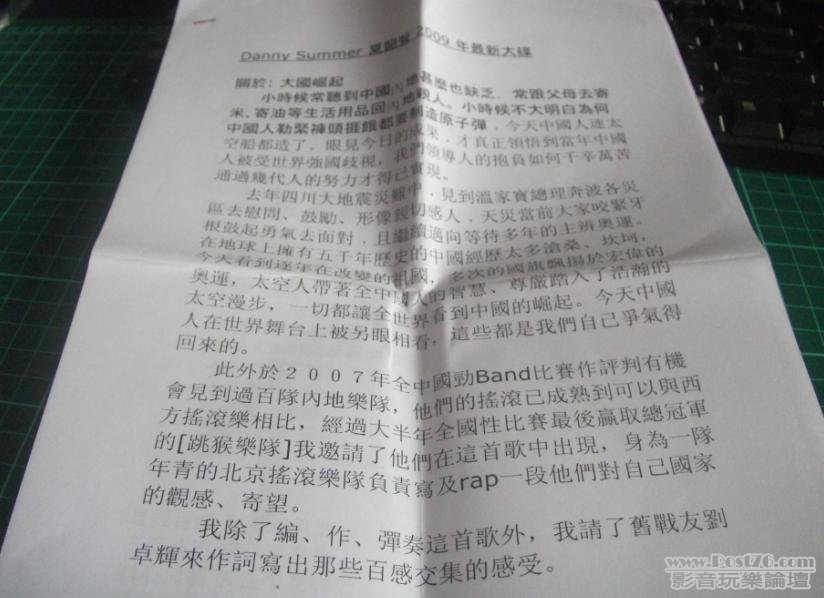 Danny Summer 夏韶聲 2009 年最新大碟
關於：大國崛起
小時候常聽到中國內地甚麼也缺乏，常跟父母去寄
米、寄油等生活用品回內地親人。小時候不大明白為何
中國人勒緊褲頭捱餓都要制造原子彈，今天中國人連太
空船都造了。眼見今日的成果，才真正領悟到當年中國
人被受世界強國歧視，我們領導人的抱負如何千辛萬苦
通過幾代人的努力才得已實現。
去年四川大地震災難中，見到溫家寶總理奔波各災
區去慰問、鼓勵、形像親切感人，天災當前大家咬緊牙
根鼓起勇氣去面對，且繼續邁向等待多年的主辨奧運。
在地球上擁有五千年歷史的中國經歷太多滄桑、坎坷，
今天看到逐年在改變的祖國，多次的國旗飄揚於宏偉的
奧運，太空人帶著全中國人的智慧、尊嚴踏入了浩瀚的
太空漫步，一切都讓全世界看到中國的崛起。今天中國
人在世界舞台上被另眼相看，這些都是我們自己爭氣得
回來的。
此外於２００７年全中國勁Band比賽作評判有機
會見到過百隊內地樂隊，他們的搖滾已成熟到可以與西
方搖滾樂相比，經過大半年全國性比賽最後贏取總冠軍
的[跳猴樂隊]我邀請了他們在這首歌中出現，身為一隊
年青的北京搖滾樂隊負責寫及rap一段他們對自己國家
的觀感、寄望。
我除了編、作、彈奏這首歌外，我請了舊戰友劉
卓輝來作詞寫出那些百感交集的感受。
www.Post76.com
影音玩樂論壇